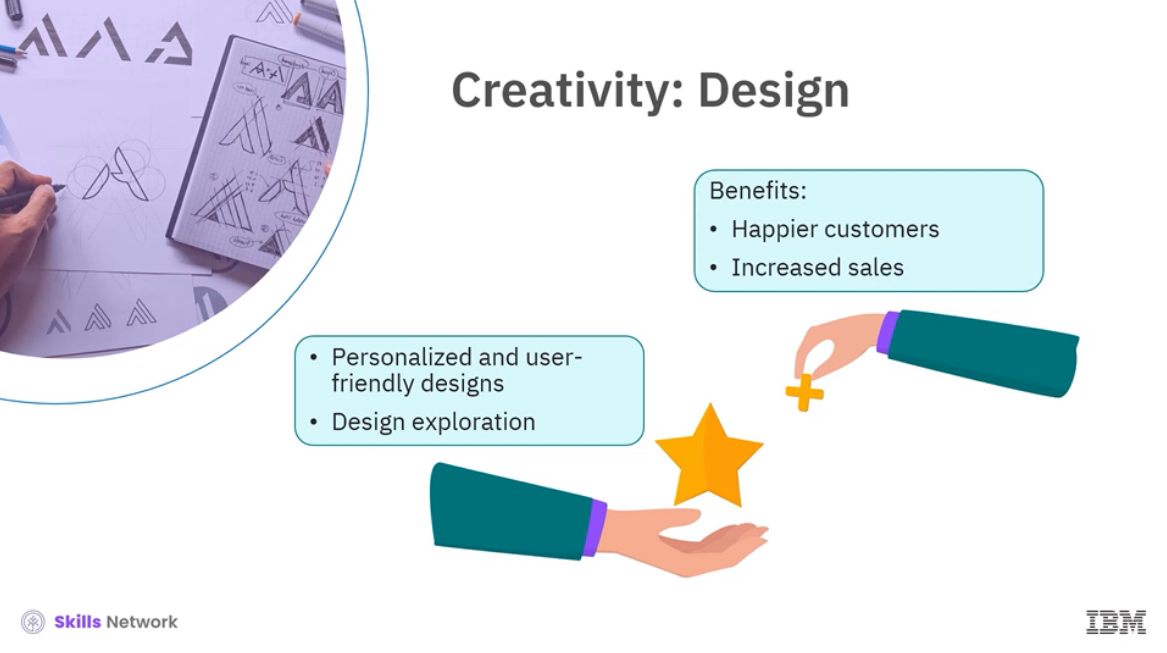 Creativity: Design
Benefits:
• Happier customers
• Increased sales
• Personalized and user-
friendly designs
• Design exploration
Skills Network
IBM